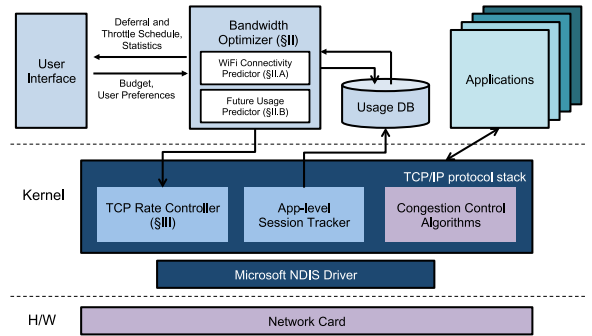 User
Interface
Deferral and
Throttle Schedule,
Statistics
Budget,
User Preferences
Bandwidth
Optimizer (§II)
WiFi Connectivity
Predictor (§II.A)
Future Usage
Predictor (§II.B)
Usage DB
Applications
Kernel
TCP/IP protocol stack
TCP Rate Controller
(§III)
App-level
Session Tracker
Congestion Control
Algorithms
Microsoft NDIS Driver
H/W
Network Card